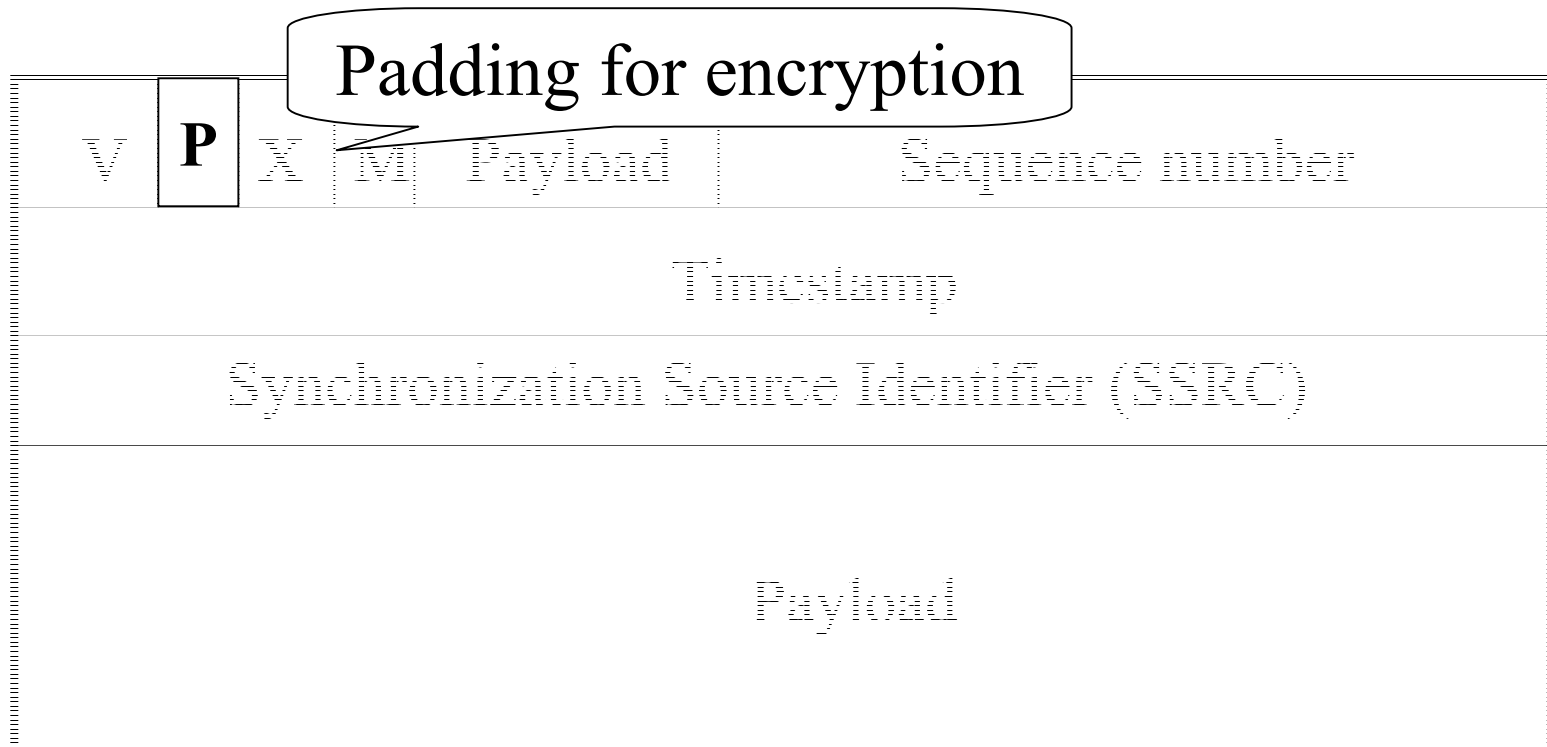 Padding for encryption
V P X M Payload Sequence number
Timestamp
Synchronization Source Identifier (SSRC)
Payload